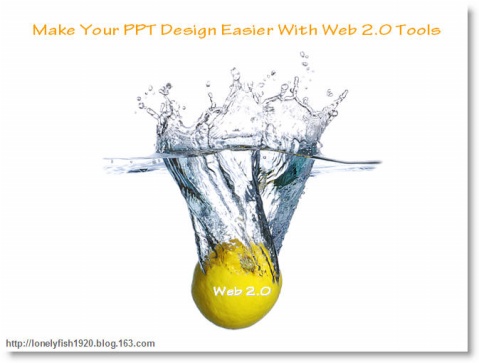 Make Your PPT Design Easier With Web 2.0 Tools
Web 2.0
http://lonelyfish1920.blog.163.com